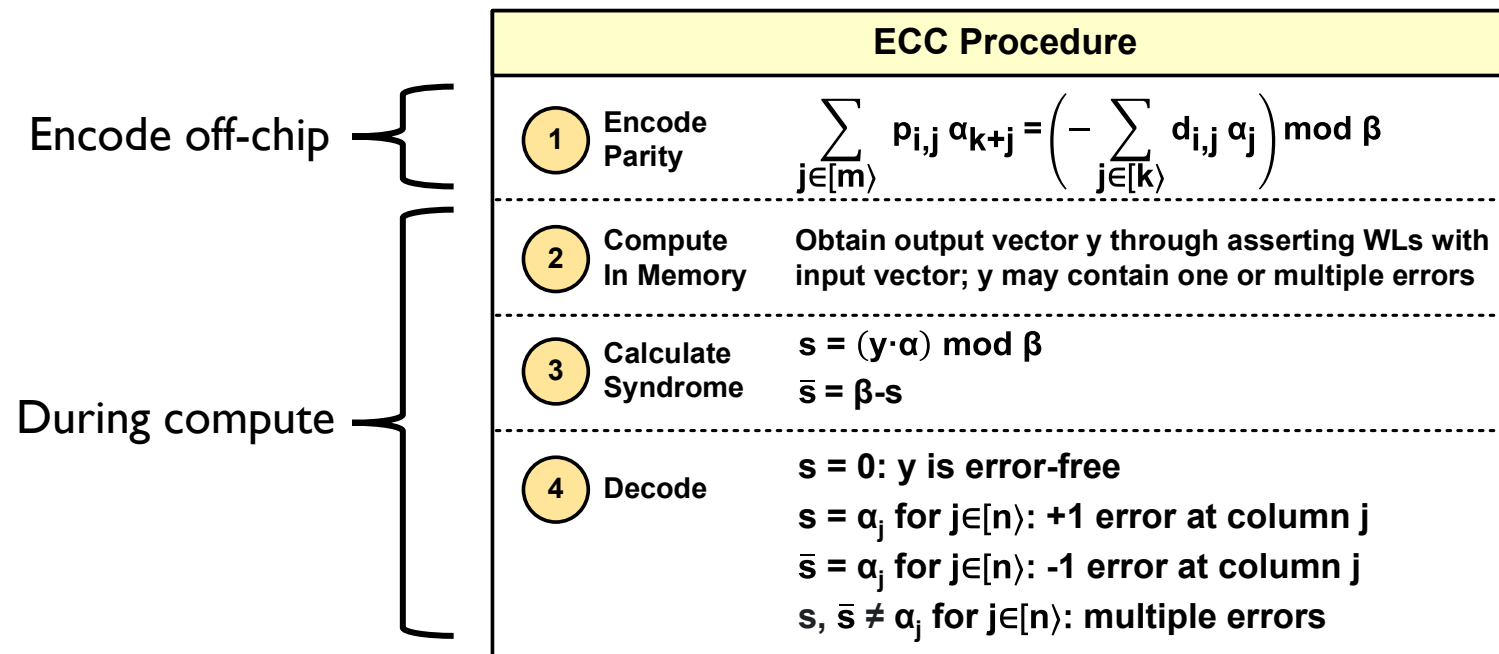 ECC Procedure
Encode off-chip
1 Encode Parity
∑ p_{i,j} α_{k+j} = (− ∑ d_{i,j} α_j) mod β
j∈[m⟩ j∈[k⟩
During compute
2 Compute In Memory
Obtain output vector y through asserting WLs with
input vector; y may contain one or multiple errors
3 Calculate Syndrome
s = (y·α) mod β
s̄ = β-s
4 Decode
s = 0: y is error-free
s = α_j for j∈[n⟩: +1 error at column j
s̄ = α_j for j∈[n⟩: -1 error at column j
s, s̄ ≠ α_j for j∈[n⟩: multiple errors